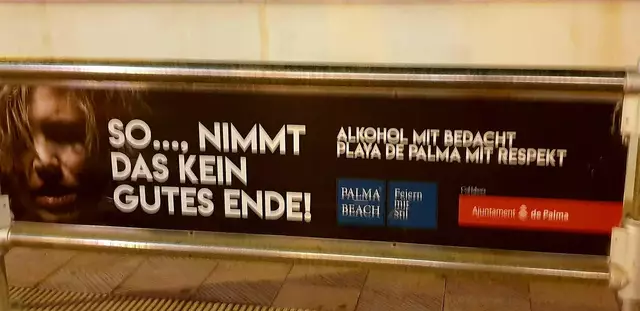 SO..., NIMMT
DAS KEIN
GUTES ENDE!
ALKOHOL MIT BEDACHT
PLAYA DE PALMA MIT RESPEKT
PALMA
BEACH
Feiern
mit
Stil
Ajuntament de Palma